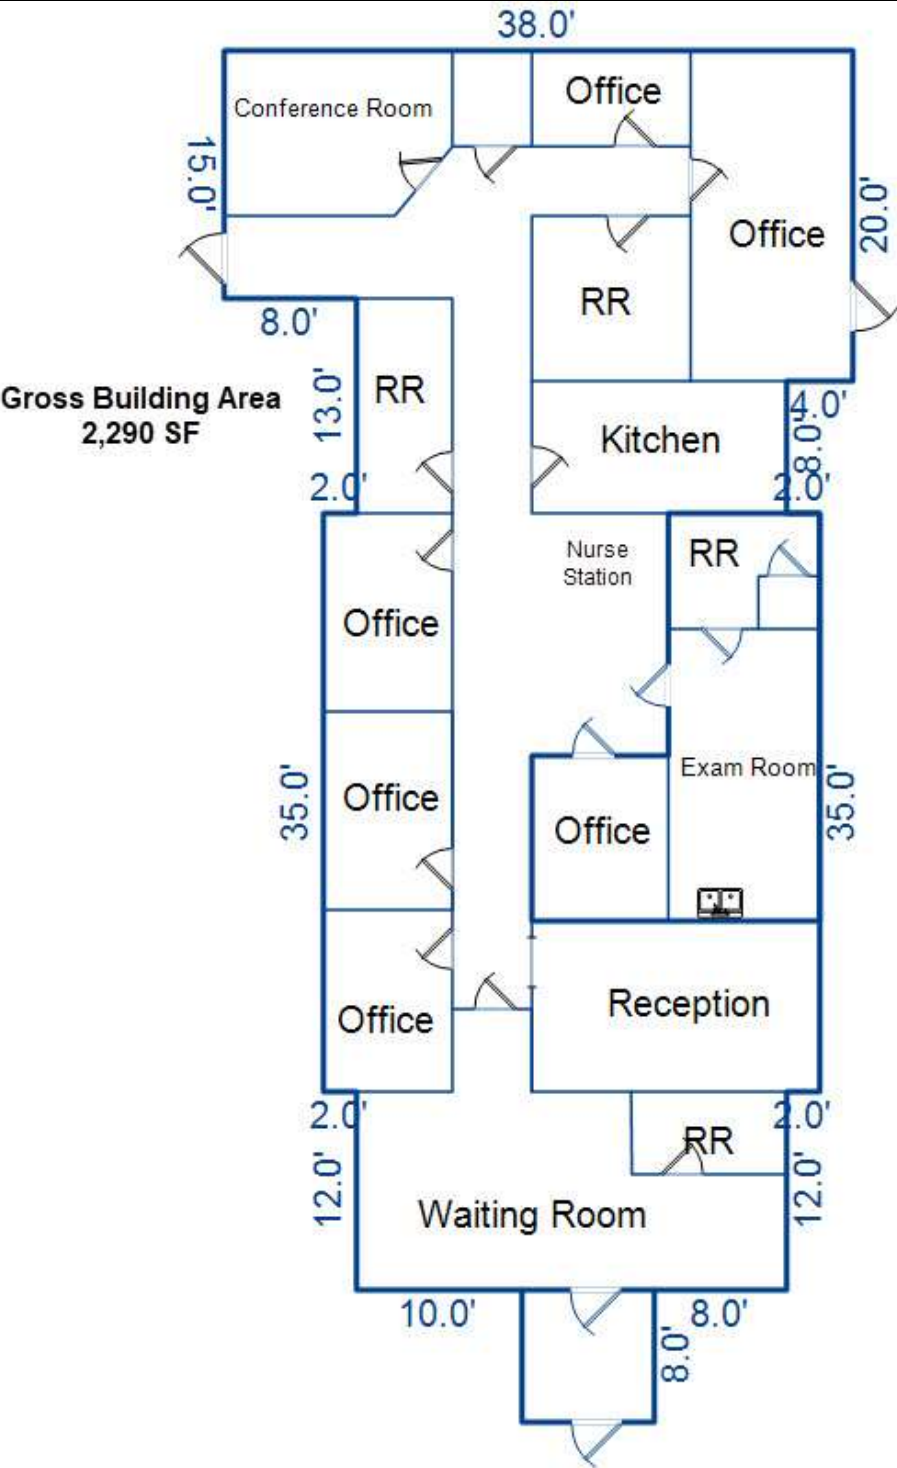 38.0'
Office
Conference Room
15.0'
20.0'
Office
RR
8.0'
RR
Gross Building Area
2,290 SF
13.0'
4.0'
8.0'
Kitchen
2.0'
2.0'
Nurse
Station
RR
Office
Exam Room
Office
35.0'
35.0'
Office
Reception
Office
2.0'
2.0'
RR
12.0'
12.0'
Waiting Room
10.0'
8.0'
8.0'